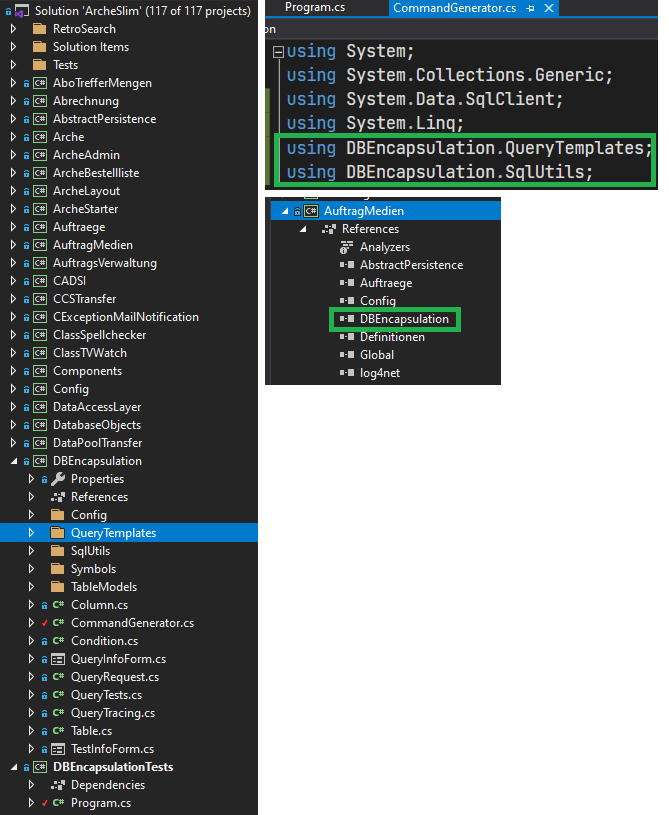 Solution 'ArcheSlim' (117 of 117 projects)
RetroSearch
Solution Items
Tests
C# AboTrefferMengen
C# Abrechnung
C# AbstractPersistence
C# Arche
C# ArcheAdmin
C# ArcheBestellliste
C# ArcheLayout
C# ArcheStarter
C# Auftraege
C# AuftragMedien
C# AuftragsVerwaltung
C# CADSI
C# CCSTransfer
C# CExceptionMailNotification
C# ClassSpellchecker
C# ClassTVWatch
C# Components
C# Config
C# DataAccessLayer
C# DatabaseObjects
C# DataPoolTransfer
C# DBEncapsulation
Properties
References
Config
QueryTemplates
SqlUtils
Symbols
TableModels
C# Column.cs
C# CommandGenerator.cs
C# Condition.cs
QueryInfoForm.cs
C# QueryRequest.cs
C# QueryTests.cs
C# QueryTracing.cs
C# Table.cs
TestInfoForm.cs
C# DBEncapsulationTests
Dependencies
C# Program.cs
Program.cs
CommandGenerator.cs
on
using System;
using System.Collections.Generic;
using System.Data.SqlClient;
using System.Linq;
using DBEncapsulation.QueryTemplates;
using DBEncapsulation.SqlUtils;
C# AuftragMedien
References
Analyzers
AbstractPersistence
Auftraege
Config
DBEncapsulation
Definitionen
Global
log4net